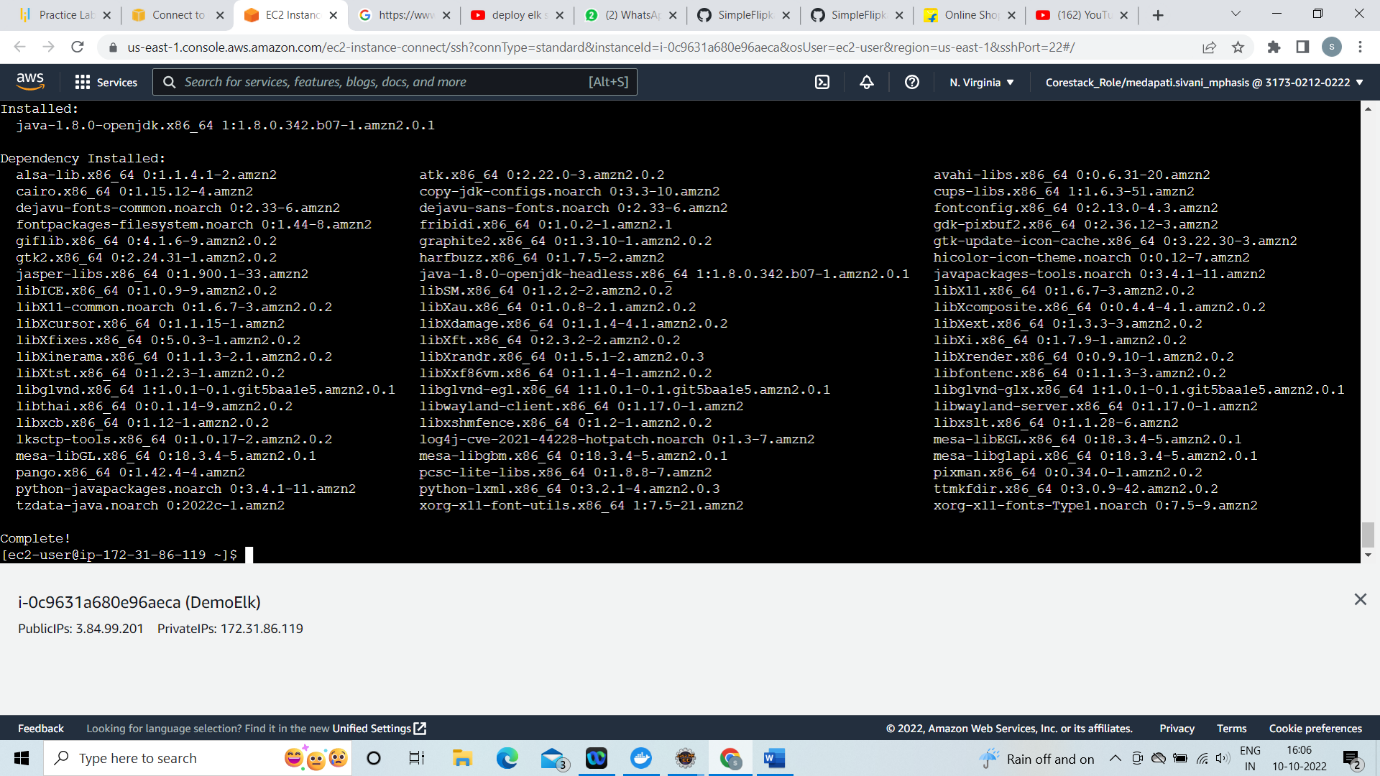 Practice Lab
Connect to
EC2 Instanc
https://www
deploy elk s
(2) WhatsAp
SimpleFlipk
SimpleFlipk
Online Shop
(162) YouTu
us-east-1.console.aws.amazon.com/ec2-instance-connect/ssh?connType=standard&instanceId=i-0c9631a680e96aeca&osUser=ec2-user&region=us-east-1&sshPort=22#/
S
aws
Services
Search for services, features, blogs, docs, and more
[Alt+S]
N. Virginia
Corestack_Role/medapati.sivani_mphasis @ 3173-0212-0222
Installed:
java-1.8.0-openjdk.x86_64 1:1.8.0.342.b07-1.amzn2.0.1
Dependency Installed:
alsa-lib.x86_64 0:1.1.4.1-2.amzn2 atk.x86_64 0:2.22.0-3.amzn2.0.2 avahi-libs.x86_64 0:0.6.31-20.amzn2
cairo.x86_64 0:1.15.12-4.amzn2 copy-jdk-configs.noarch 0:3.3-10.amzn2 cups-libs.x86_64 1:1.6.3-51.amzn2
dejavu-fonts-common.noarch 0:2.33-6.amzn2 dejavu-sans-fonts.noarch 0:2.33-6.amzn2 fontconfig.x86_64 0:2.13.0-4.3.amzn2
fontpackages-filesystem.noarch 0:1.44-8.amzn2 fribidi.x86_64 0:1.0.2-1.amzn2.1 gdk-pixbuf2.x86_64 0:2.36.12-3.amzn2
giflib.x86_64 0:4.1.6-9.amzn2.0.2 graphite2.x86_64 0:1.3.10-1.amzn2.0.2 gtk-update-icon-cache.x86_64 0:3.22.30-3.amzn2
gtk2.x86_64 0:2.24.31-1.amzn2.0.2 harfbuzz.x86_64 0:1.7.5-2.amzn2 hicolor-icon-theme.noarch 0:0.12-7.amzn2
jasper-libs.x86_64 0:1.900.1-33.amzn2 java-1.8.0-openjdk-headless.x86_64 1:1.8.0.342.b07-1.amzn2.0.1 javapackages-tools.noarch 0:3.4.1-11.amzn2
libICE.x86_64 0:1.0.9-9.amzn2.0.2 libSM.x86_64 0:1.2.2-2.amzn2.0.2 libX11.x86_64 0:1.6.7-3.amzn2.0.2
libX11-common.noarch 0:1.6.7-3.amzn2.0.2 libXau.x86_64 0:1.0.8-2.1.amzn2.0.2 libXcomposite.x86_64 0:0.4.4-4.1.amzn2.0.2
libXcursor.x86_64 0:1.1.15-1.amzn2 libXdamage.x86_64 0:1.1.4-4.1.amzn2.0.2 libXext.x86_64 0:1.3.3-3.amzn2.0.2
libXfixes.x86_64 0:5.0.3-1.amzn2.0.2 libXft.x86_64 0:2.3.2-2.amzn2.0.2 libXi.x86_64 0:1.7.9-1.amzn2.0.2
libXinerama.x86_64 0:1.1.3-2.1.amzn2.0.2 libXrandr.x86_64 0:1.5.1-2.amzn2.0.3 libXrender.x86_64 0:0.9.10-1.amzn2.0.2
libXtst.x86_64 0:1.2.3-1.amzn2.0.2 libXxf86vm.x86_64 0:1.1.4-1.amzn2.0.2 libfontenc.x86_64 0:1.1.3-3.amzn2.0.2
libglvnd.x86_64 1:1.0.1-0.1.git5baa1e5.amzn2.0.1 libglvnd-egl.x86_64 1:1.0.1-0.1.git5baa1e5.amzn2.0.1 libglvnd-glx.x86_64 1:1.0.1-0.1.git5baa1e5.amzn2.0.1
libthai.x86_64 0:0.1.14-9.amzn2.0.2 libwayland-client.x86_64 0:1.17.0-1.amzn2 libwayland-server.x86_64 0:1.17.0-1.amzn2
libxcb.x86_64 0:1.12-1.amzn2.0.2 libxshmfence.x86_64 0:1.2-1.amzn2.0.2 libxslt.x86_64 0:1.1.28-6.amzn2
lksctp-tools.x86_64 0:1.0.17-2.amzn2.0.2 log4j-cve-2021-44228-hotpatch.noarch 0:1.3-7.amzn2 mesa-libEGL.x86_64 0:18.3.4-5.amzn2.0.1
mesa-libGL.x86_64 0:18.3.4-5.amzn2.0.1 mesa-libgbm.x86_64 0:18.3.4-5.amzn2.0.1 mesa-libglapi.x86_64 0:18.3.4-5.amzn2.0.1
pango.x86_64 0:1.42.4-4.amzn2 pcsc-lite-libs.x86_64 0:1.8.8-7.amzn2 pixman.x86_64 0:0.34.0-1.amzn2.0.2
python-javapackages.noarch 0:3.4.1-11.amzn2 python-lxml.x86_64 0:3.2.1-4.amzn2.0.3 ttmkfdir.x86_64 0:3.0.9-42.amzn2.0.2
tzdata-java.noarch 0:2022c-1.amzn2 xorg-x11-font-utils.x86_64 1:7.5-21.amzn2 xorg-x11-fonts-Type1.noarch 0:7.5-9.amzn2
Complete!
[ec2-user@ip-172-31-86-119 ~]$
i-0c9631a680e96aeca (DemoElk)
PublicIPs: 3.84.99.201 PrivateIPs: 172.31.86.119
Feedback
Looking for language selection? Find it in the new Unified Settings
© 2022, Amazon Web Services, Inc. or its affiliates.
Privacy
Terms
Cookie preferences
Type here to search
3
Rain off and on
ENG
IN
16:06
10-10-2022
2